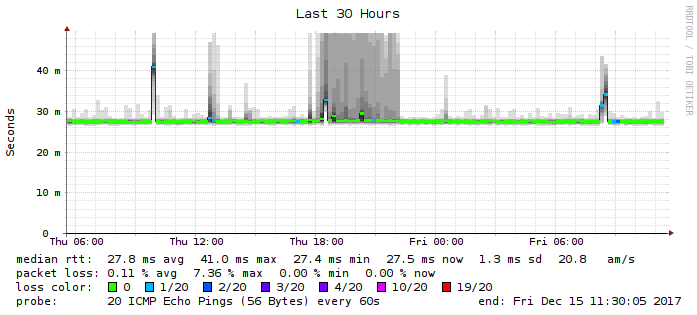 Last 30 Hours
RRDTOOL / TOBI OETIKER
Seconds
40 m
30 m
20 m
10 m
0
Thu 06:00 Thu 12:00 Thu 18:00 Fri 00:00 Fri 06:00
median rtt: 27.8 ms avg 41.0 ms max 27.4 ms min 27.5 ms now 1.3 ms sd 20.8 am/s
packet loss: 0.11 % avg 7.36 % max 0.00 % min 0.00 % now
loss color: 0 1/20 2/20 3/20 4/20 10/20 19/20
probe: 20 ICMP Echo Pings (56 Bytes) every 60s end: Fri Dec 15 11:30:05 2017